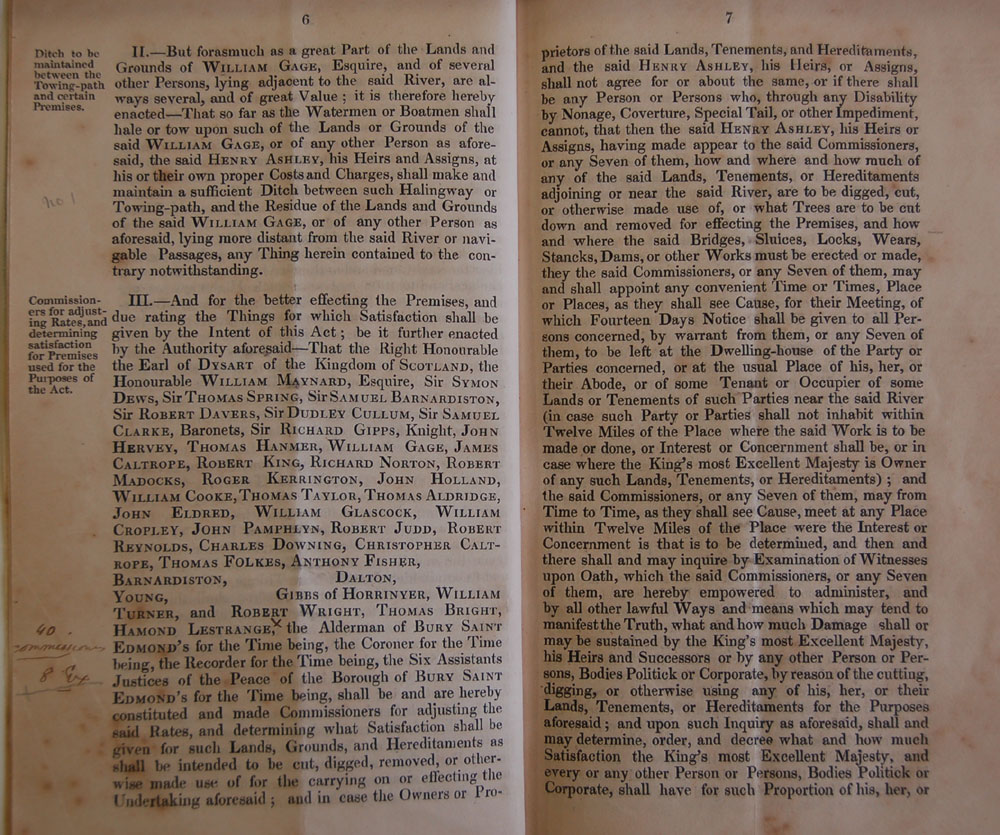 6
Ditch to be
maintained
between the
Towing-path
and certain
Premises.
II.—But forasmuch as a great Part of the Lands and
Grounds of WILLIAM GAGE, Esquire, and of several
other Persons, lying adjacent to the said River, are al-
ways several, and of great Value ; it is therefore hereby
enacted—That so far as the Watermen or Boatmen shall
hale or tow upon such of the Lands or Grounds of the
said WILLIAM GAGE, or of any other Person as afore-
said, the said HENRY ASHLEY, his Heirs and Assigns, at
his or their own proper Costs and Charges, shall make and
maintain a sufficient Ditch between such Halingway or
Towing-path, and the Residue of the Lands and Grounds
of the said WILLIAM GAGE, or of any other Person as
aforesaid, lying more distant from the said River or navi-
gable Passages, any Thing herein contained to the con-
trary notwithstanding.
no 1
Commission-
ers for adjust-
ing Rates, and
determining
satisfaction
for Premises
used for the
Purposes of
the Act.
III.—And for the better effecting the Premises, and
due rating the Things for which Satisfaction shall be
given by the Intent of this Act ; be it further enacted
by the Authority aforesaid—That the Right Honourable
the Earl of DYSART of the Kingdom of SCOTLAND, the
Honourable WILLIAM MAYNARD, Esquire, Sir SYMON
DEWS, Sir THOMAS SPRING, Sir SAMUEL BARNARDISTON,
Sir ROBERT DAVERS, Sir DUDLEY CULLUM, Sir SAMUEL
CLARKE, Baronets, Sir RICHARD GIPPS, Knight, JOHN
HERVEY, THOMAS HANMER, WILLIAM GAGE, JAMES
CALTROPE, ROBERT KING, RICHARD NORTON, ROBERT
MADOCKS, ROGER KERRINGTON, JOHN HOLLAND,
WILLIAM COOKE, THOMAS TAYLOR, THOMAS ALDRIDGE,
JOHN ELDRED, WILLIAM GLASCOCK, WILLIAM
CROPLEY, JOHN PAMPHLYN, ROBERT JUDD, ROBERT
REYNOLDS, CHARLES DOWNING, CHRISTOPHER CALT-
ROPE, THOMAS FOLKES, ANTHONY FISHER,
BARNARDISTON, DALTON,
YOUNG, GIBBS of HORRINYER, WILLIAM
TURNER, and ROBERT WRIGHT, THOMAS BRIGHT,
HAMOND LESTRANGE, the Alderman of BURY SAINT
EDMOND's for the Time being, the Coroner for the Time
being, the Recorder for the Time being, the Six Assistants
Justices of the Peace of the Borough of BURY SAINT
EDMOND's for the Time being, shall be and are hereby
constituted and made Commissioners for adjusting the
said Rates, and determining what Satisfaction shall be
given for such Lands, Grounds, and Hereditaments as
shall be intended to be cut, digged, removed, or other-
wise made use of for the carrying on or effecting the
Undertaking aforesaid ; and in case the Owners or Pro-
40
8 Ex
7
prietors of the said Lands, Tenements, and Hereditaments,
and the said HENRY ASHLEY, his Heirs, or Assigns,
shall not agree for or about the same, or if there shall
be any Person or Persons who, through any Disability
by Nonage, Coverture, Special Tail, or other Impediment,
cannot, that then the said HENRY ASHLEY, his Heirs or
Assigns, having made appear to the said Commissioners,
or any Seven of them, how and where and how much of
any of the said Lands, Tenements, or Hereditaments
adjoining or near the said River, are to be digged, cut,
or otherwise made use of, or what Trees are to be cut
down and removed for effecting the Premises, and how
and where the said Bridges, Sluices, Locks, Wears,
Stancks, Dams, or other Works must be erected or made,
they the said Commissioners, or any Seven of them, may
and shall appoint any convenient Time or Times, Place
or Places, as they shall see Cause, for their Meeting, of
which Fourteen Days Notice shall be given to all Per-
sons concerned, by warrant from them, or any Seven of
them, to be left at the Dwelling-house of the Party or
Parties concerned, or at the usual Place of his, her, or
their Abode, or of some Tenant or Occupier of some
Lands or Tenements of such Parties near the said River
(in case such Party or Parties shall not inhabit within
Twelve Miles of the Place where the said Work is to be
made or done, or Interest or Concernment shall be, or in
case where the King's most Excellent Majesty is Owner
of any such Lands, Tenements, or Hereditaments) ; and
the said Commissioners, or any Seven of them, may from
Time to Time, as they shall see Cause, meet at any Place
within Twelve Miles of the Place were the Interest or
Concernment is that is to be determined, and then and
there shall and may inquire by Examination of Witnesses
upon Oath, which the said Commissioners, or any Seven
of them, are hereby empowered to administer, and
by all other lawful Ways and means which may tend to
manifest the Truth, what and how much Damage shall or
may be sustained by the King's most Excellent Majesty,
his Heirs and Successors or by any other Person or Per-
sons, Bodies Politick or Corporate, by reason of the cutting,
digging, or otherwise using any of his, her, or their
Lands, Tenements, or Hereditaments for the Purposes
aforesaid ; and upon such Inquiry as aforesaid, shall and
may determine, order, and decree what and how much
Satisfaction the King's most Excellent Majesty, and
every or any other Person or Persons, Bodies Politick or
Corporate, shall have for such Proportion of his, her, or